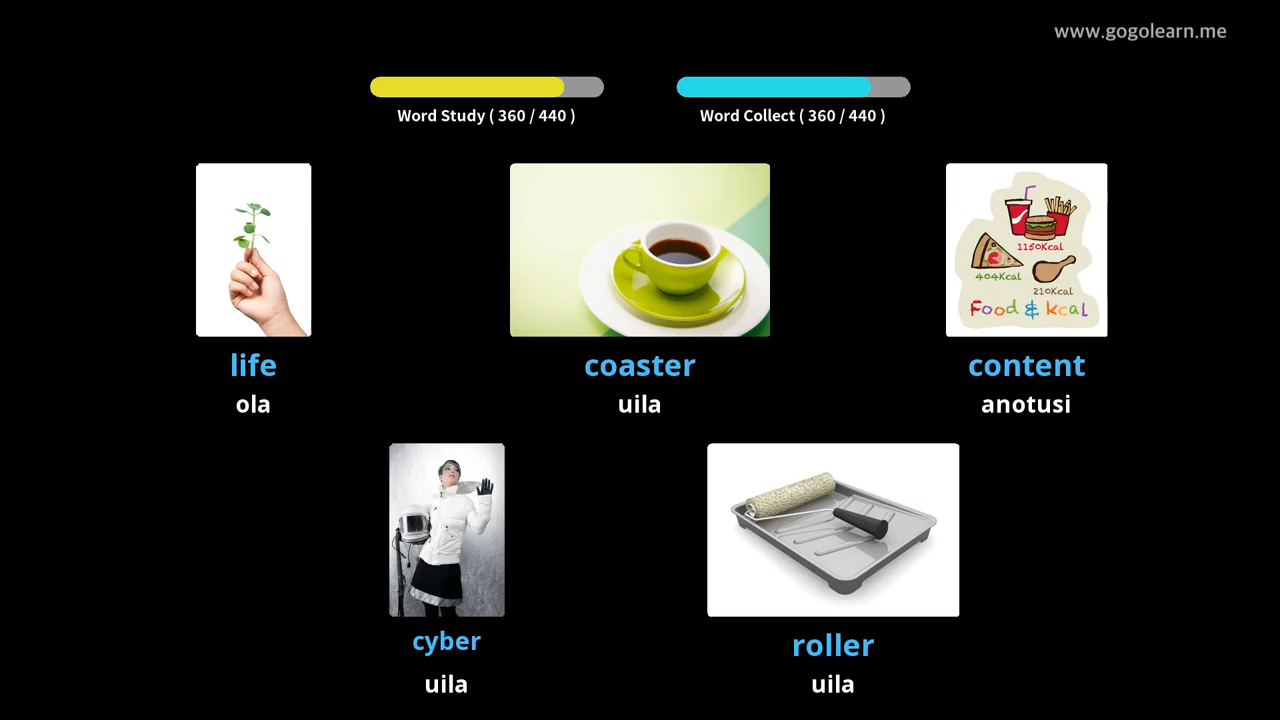 www.gogolearn.me
Word Study ( 360 / 440 )
Word Collect ( 360 / 440 )
1150Kcal
404Kcal
210Kcal
Food & kcal
life
coaster
content
ola
uila
anotusi
cyber
roller
uila
uila